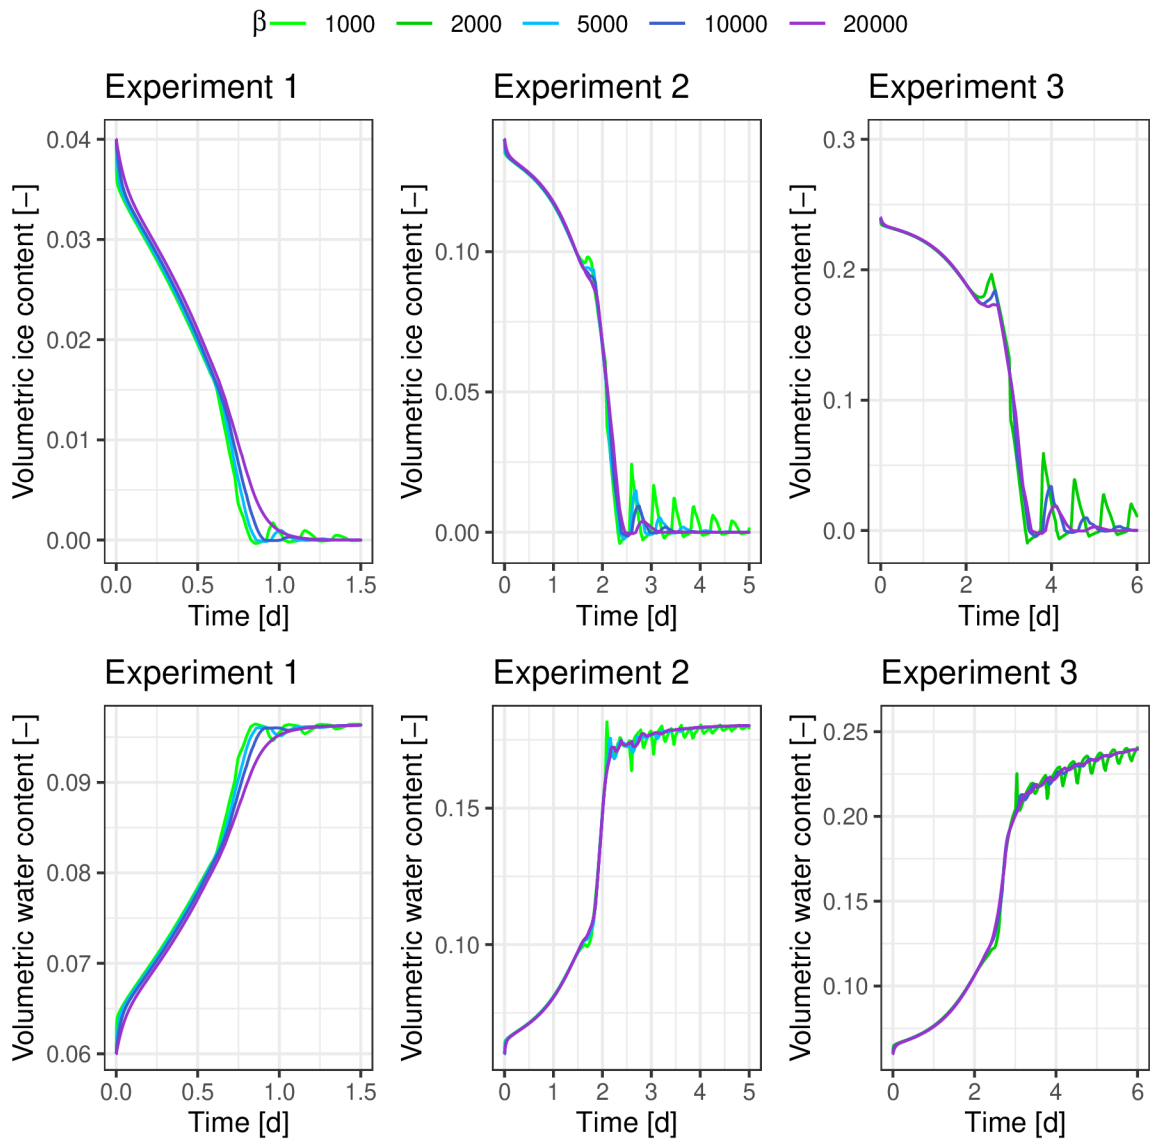 β 1000 2000 5000 10000 20000
Experiment 1
Experiment 2
Experiment 3
Volumetric ice content [−]
0.04
0.03
0.02
0.01
0.00
0.0 0.5 1.0 1.5
Time [d]
Volumetric ice content [−]
0.10
0.05
0.00
0 1 2 3 4 5
Time [d]
Volumetric ice content [−]
0.3
0.2
0.1
0.0
0 2 4 6
Time [d]
Experiment 1
Experiment 2
Experiment 3
Volumetric water content [−]
0.09
0.08
0.07
0.06
0.0 0.5 1.0 1.5
Time [d]
Volumetric water content [−]
0.15
0.10
0 1 2 3 4 5
Time [d]
Volumetric water content [−]
0.25
0.20
0.15
0.10
0 2 4 6
Time [d]